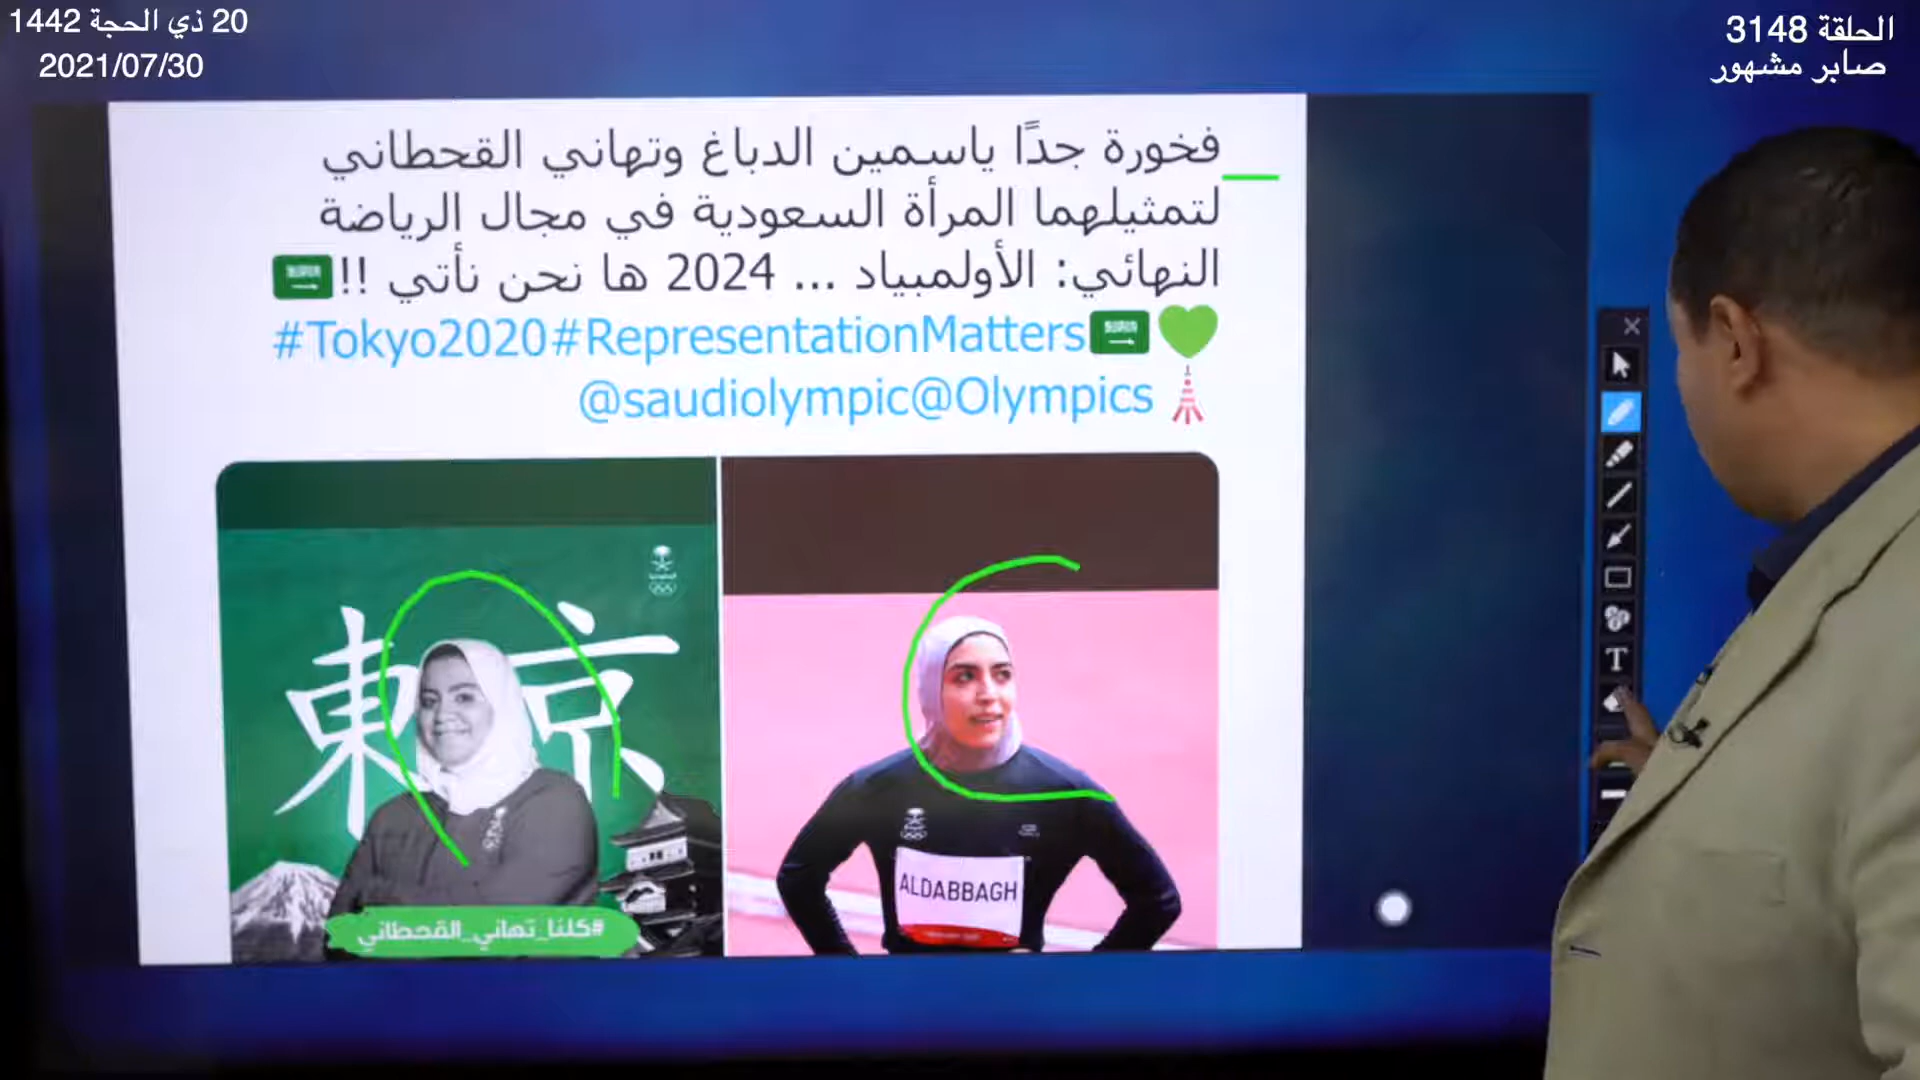 20 ذي الحجة 1442
2021/07/30
الحلقة 3148
صابر مشهور
فخورة جدًا ياسمين الدباغ وتهاني القحطاني
لتمثيلهما المرأة السعودية في مجال الرياضة
النهائي: الأولمبياد ... 2024 ها نحن نأتي !!
#Tokyo2020#RepresentationMatters
@saudiolympic@Olympics
東京
#كلنا_تهاني_القحطاني
ALDABBAGH
T